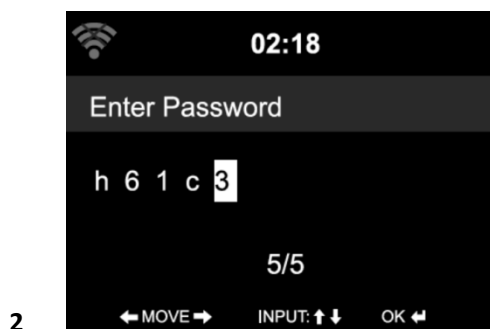 02:18
Enter Password
h 6 1 c 3
5/5
2
←MOVE→ INPUT:↑↓ OK ↵